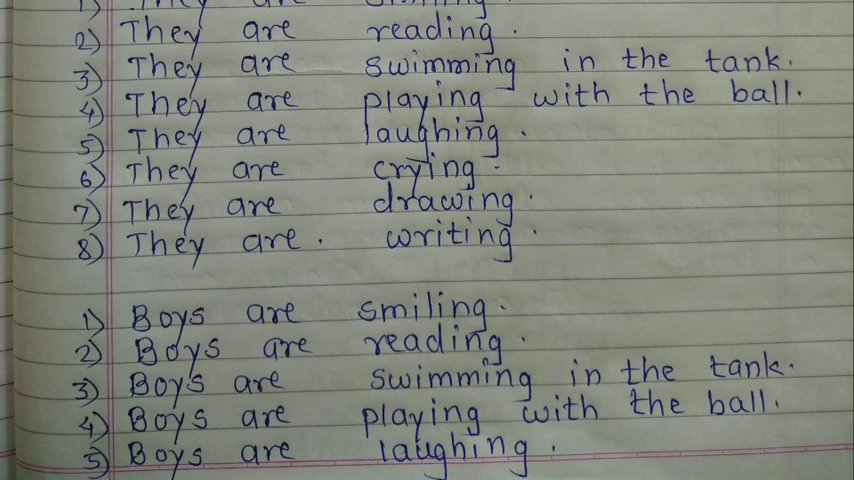 1) They are
2) They are reading.
3) They are swimming in the tank.
4) They are playing with the ball.
5) They are laughing.
6) They are crying.
7) They are drawing.
8) They are. writing.
1) Boys are smiling.
2) Boys are reading.
3) Boys are swimming in the tank.
4) Boys are playing with the ball.
5) Boys are laughing.